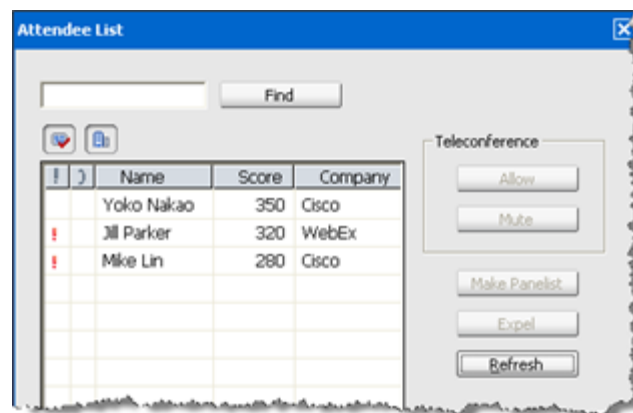 Attendee List
Find
Teleconference
Allow
Mute
! Name Score Company
Yoko Nakao 350 Cisco
! Jill Parker 320 WebEx
! Mike Lin 280 Cisco
Make Panelist
Expel
Refresh